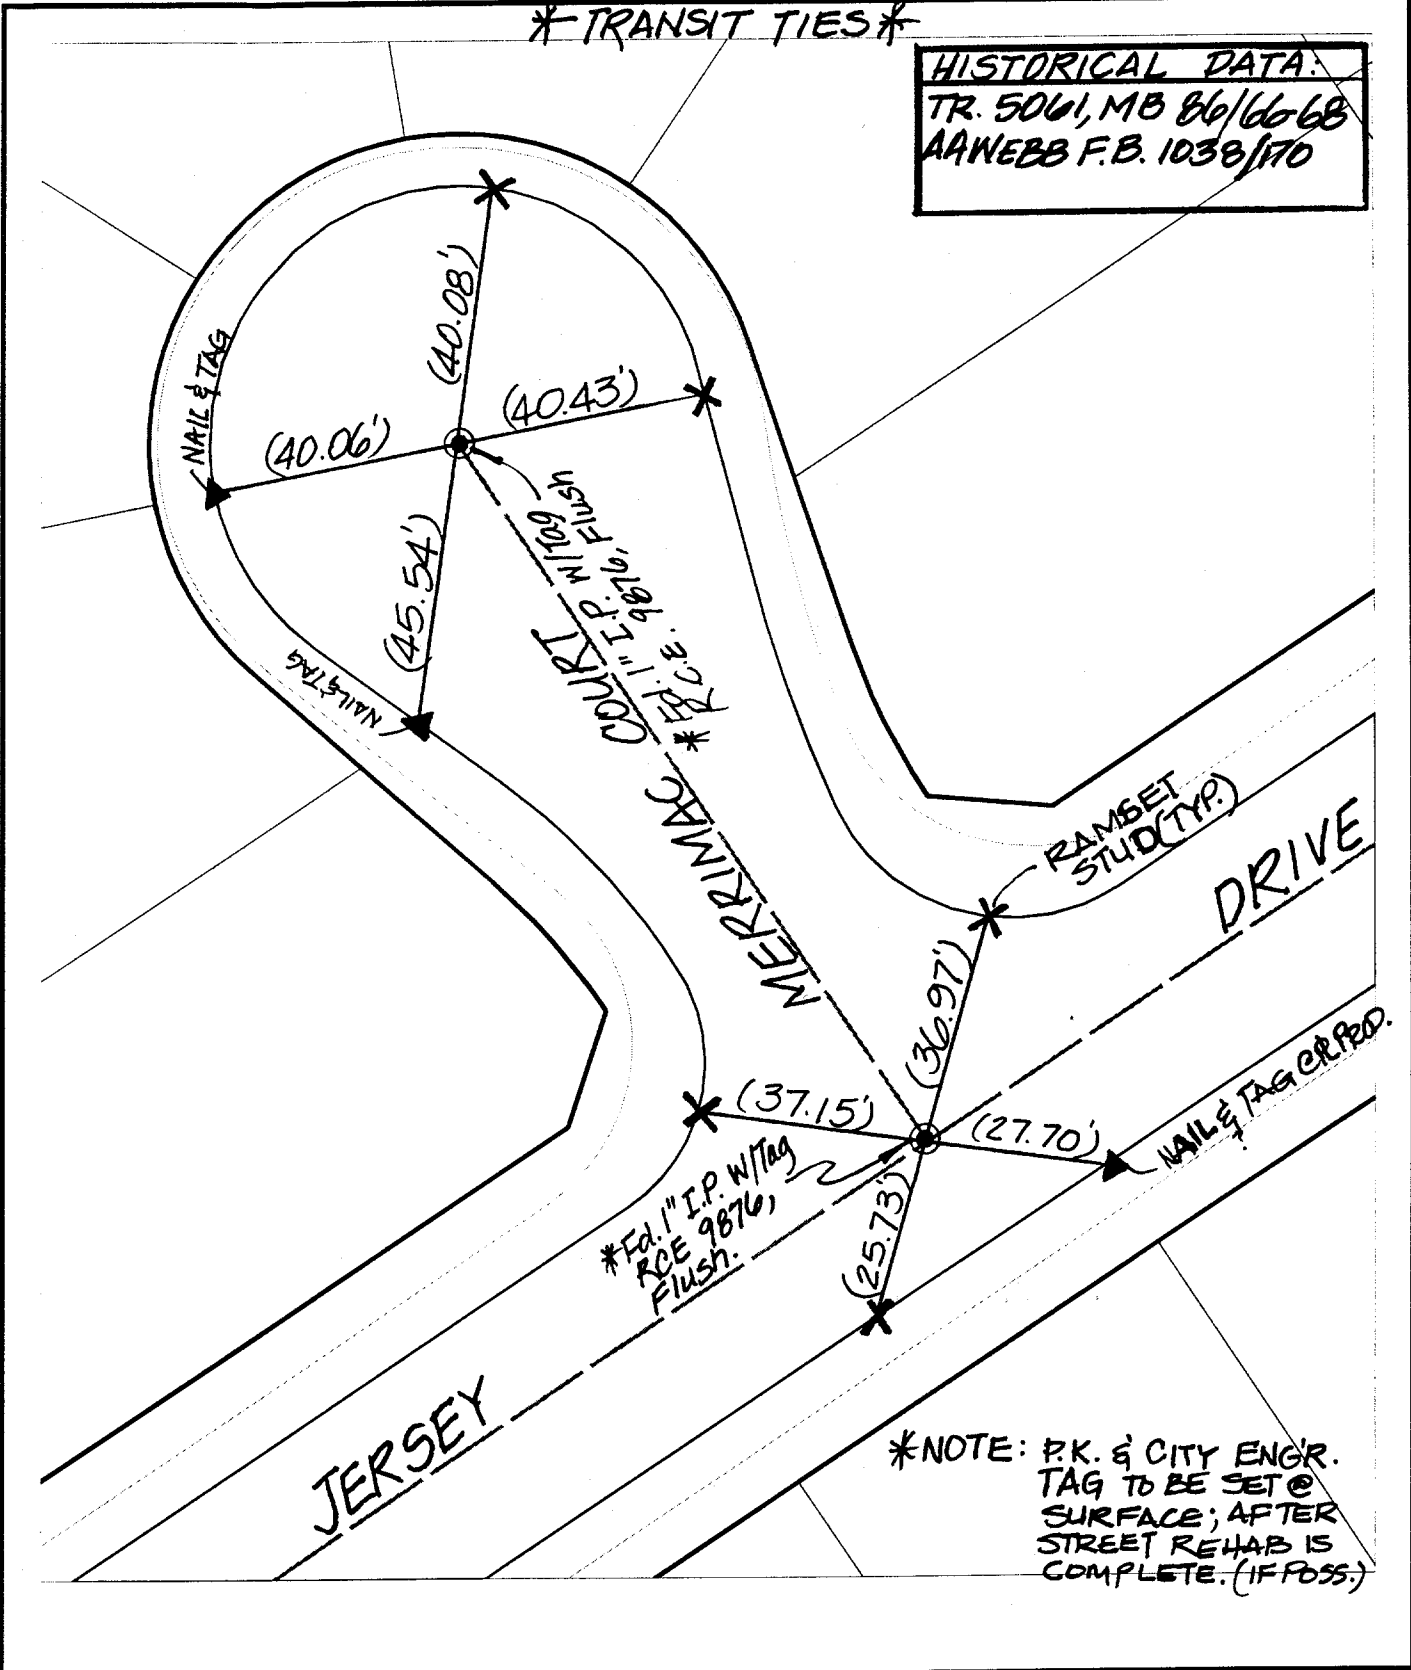 *TRANSIT TIES*
HISTORICAL DATA:
TR. 5061, MB 86/66-68
AAWEBB F.B. 1038/170
(40.08')
(40.43')
NAIL & TAG
(40.06')
(45.54')
*Fd. 1" I.P. W/Tag
R.C.E. 9876, Flush
NAIL & TAG
MERRIMAC COURT
RAMSET
STUD (TYP.)
DRIVE
(36.97')
(37.15')
(27.70')
NAIL & TAG CR PROD.
*Fd. 1" I.P. W/Tag
RCE 9876,
Flush.
(25.73')
JERSEY
*NOTE: P.K. & CITY ENG'R.
TAG TO BE SET @
SURFACE; AFTER
STREET REHAB IS
COMPLETE. (IF POSS.)